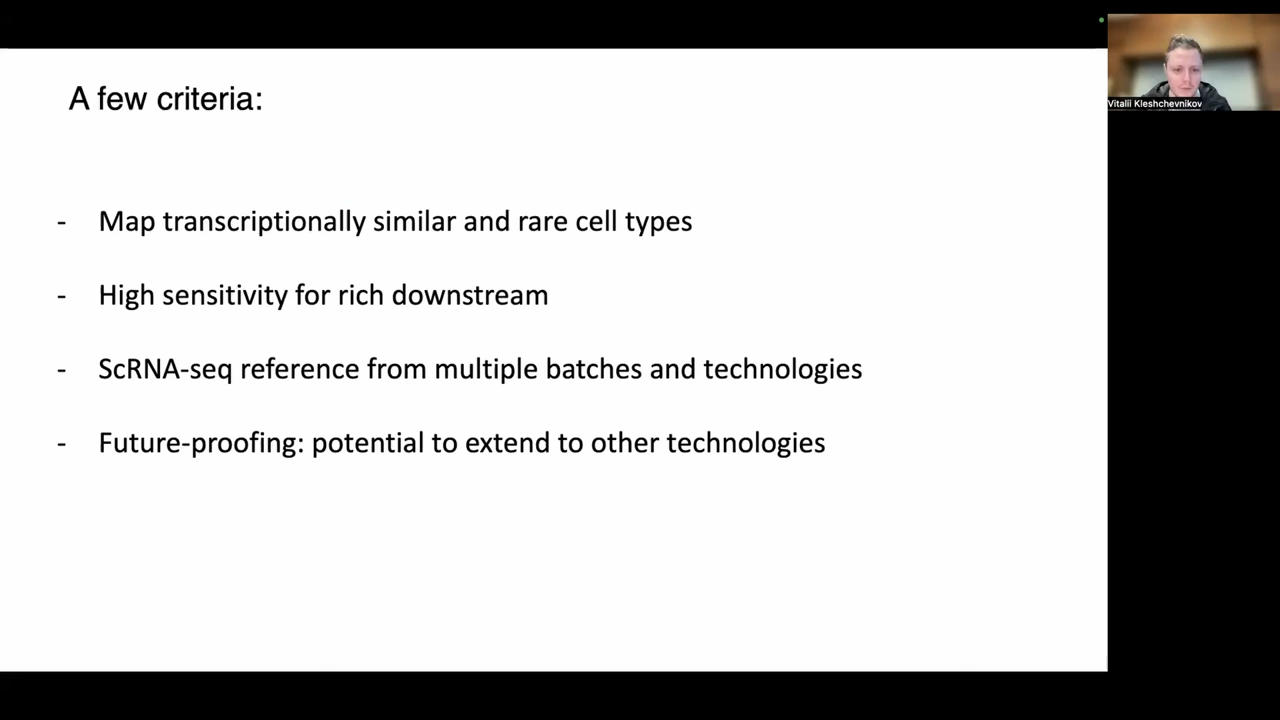 A few criteria:
Vitalii Kleshchevnikov
- Map transcriptionally similar and rare cell types
- High sensitivity for rich downstream
- ScRNA-seq reference from multiple batches and technologies
- Future-proofing: potential to extend to other technologies